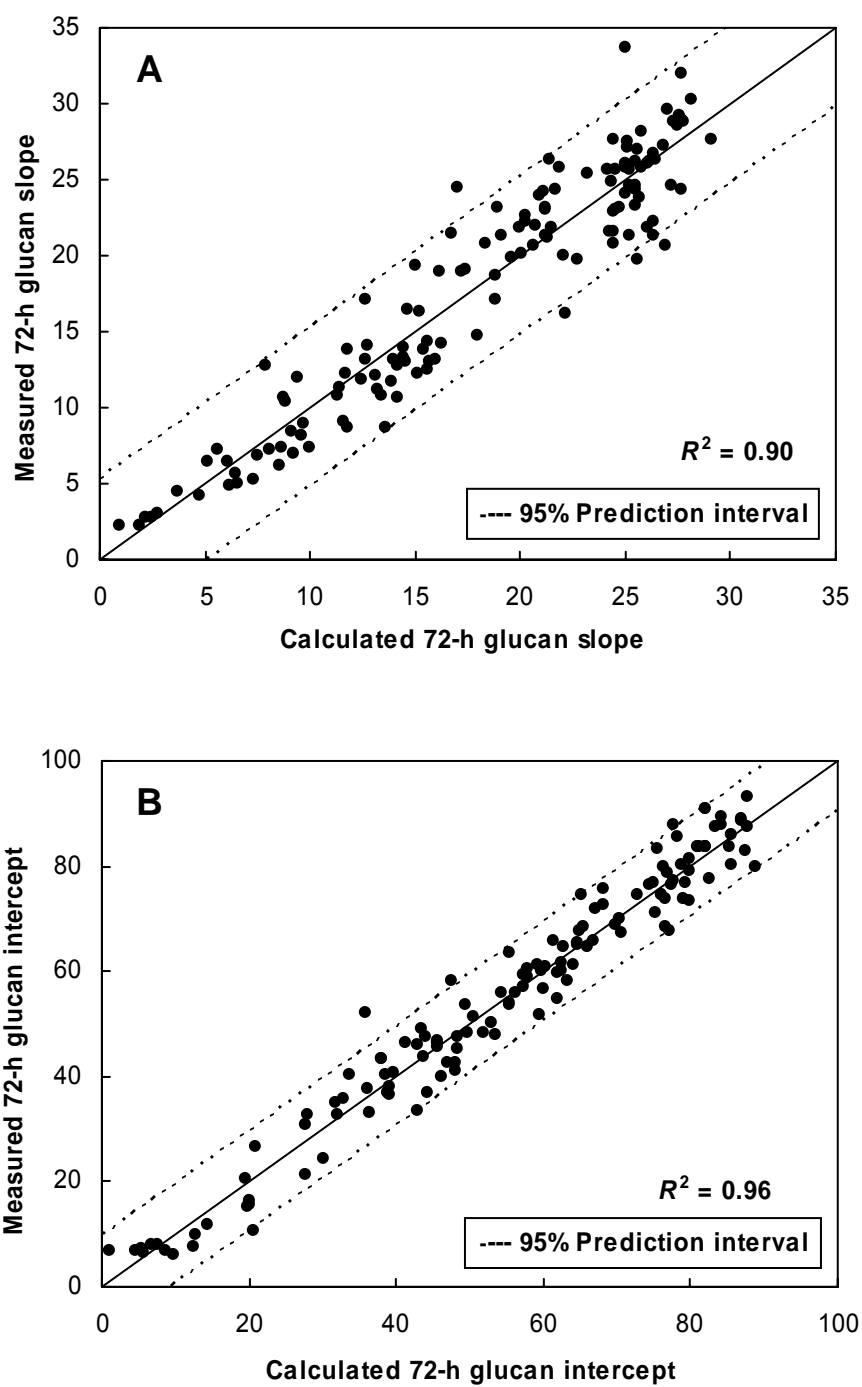 35
30
25
20
15
10
5
0
A
Measured 72-h glucan slope
R² = 0.90
---- 95% Prediction interval
0 5 10 15 20 25 30 35
Calculated 72-h glucan slope
100
80
60
40
20
0
B
Measured 72-h glucan intercept
R² = 0.96
---- 95% Prediction interval
0 20 40 60 80 100
Calculated 72-h glucan intercept